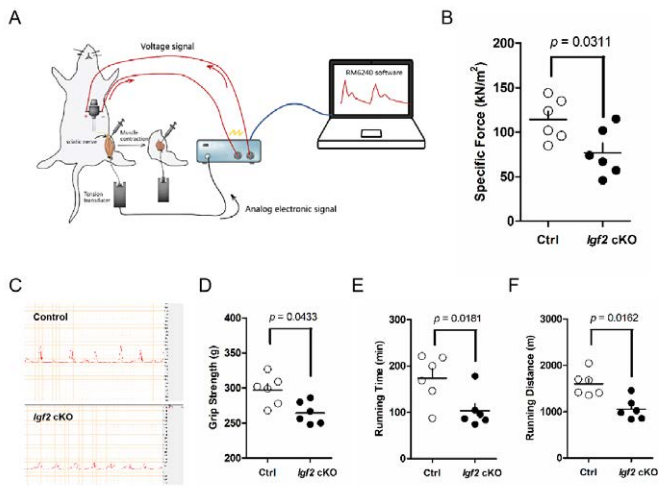 A
Voltage signal
RM6240 software
sciatic nerve
Muscle
contraction
Tension
transducer
Analog electronic signal
B
p = 0.0311
Specific Force (kN/m²)
200
150
100
50
0
Ctrl
Igf2 cKO
C
Control
Igf2 cKO
D
p = 0.0433
Grip Strength (g)
400
350
300
250
200
Ctrl
Igf2 cKO
E
p = 0.0181
Running Time (min)
300
200
100
0
Ctrl
Igf2 cKO
F
p = 0.0162
Running Distance (m)
3000
2000
1000
0
Ctrl
Igf2 cKO